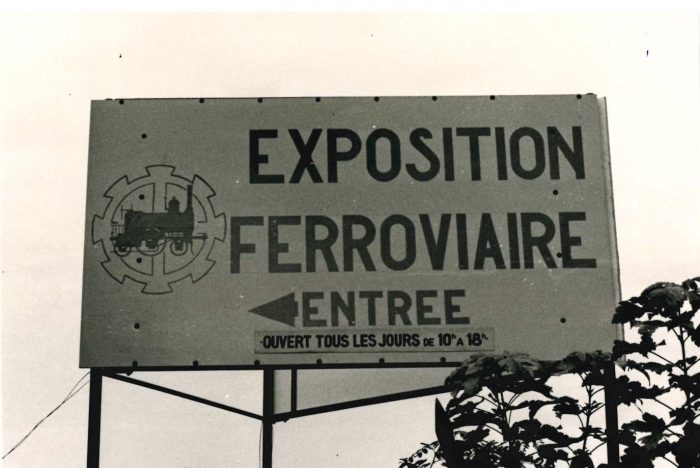 EXPOSITION
FERROVIAIRE
ENTREE
OUVERT TOUS LES JOURS DE 10h A 18h